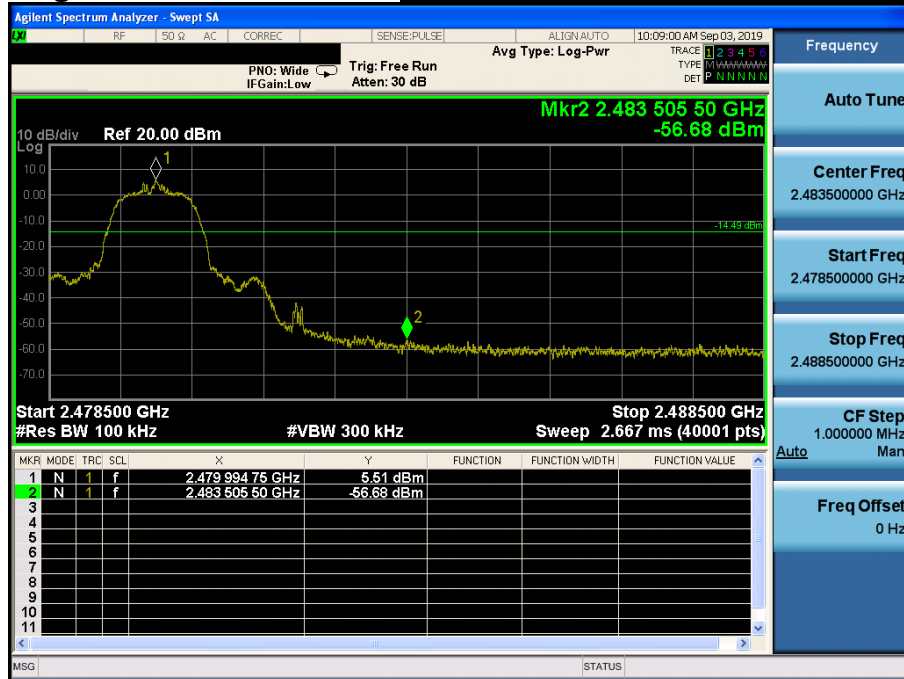 Agilent Spectrum Analyzer - Swept SA
LXI RF 50 Ω AC CORREC SENSE:PULSE ALIGN AUTO 10:09:00 AM Sep 03, 2019
Avg Type: Log-Pwr TRACE 1 2 3 4 5 6
PNO: Wide Trig: Free Run TYPE M WWWWW
IFGain:Low Atten: 30 dB DET P N N N N N
Frequency
Auto Tune
Center Freq
2.483500000 GHz
Start Freq
2.478500000 GHz
Stop Freq
2.488500000 GHz
CF Step
1.000000 MHz
Auto Man
Freq Offset
0 Hz
Mkr2 2.483 505 50 GHz
-56.68 dBm
10 dB/div Ref 20.00 dBm
Log
10.0
0.00
-10.0
-20.0
-30.0
-40.0
-50.0
-60.0
-70.0
1
-14.49 dBm
2
Start 2.478500 GHz Stop 2.488500 GHz
#Res BW 100 kHz #VBW 300 kHz Sweep 2.667 ms (40001 pts)
MKR MODE TRC SCL X Y FUNCTION FUNCTION WIDTH FUNCTION VALUE
1 N 1 f 2.479 994 75 GHz 5.51 dBm
2 N 1 f 2.483 505 50 GHz -56.68 dBm
3
4
5
6
7
8
9
10
11
MSG STATUS